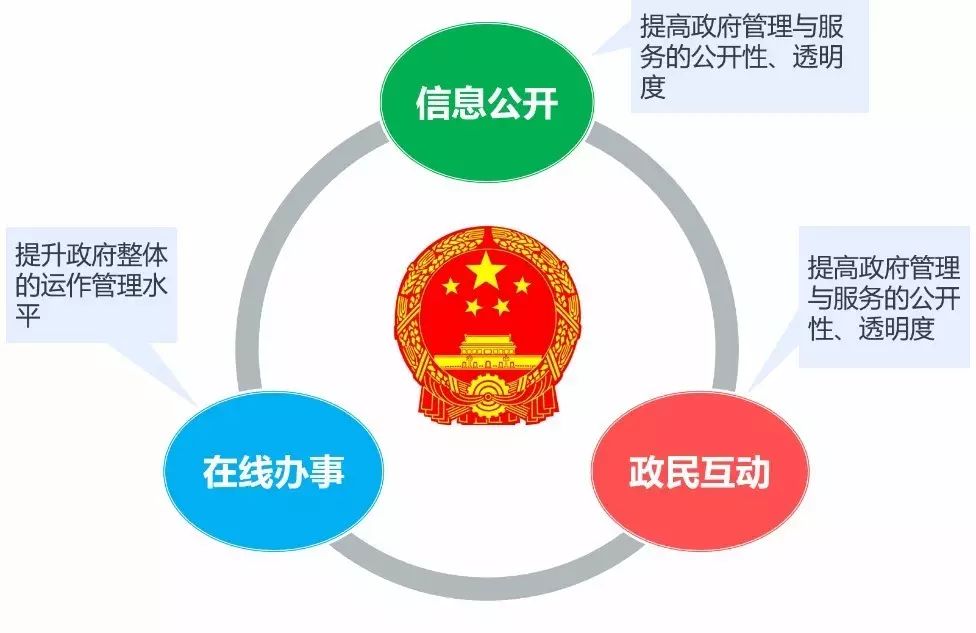 提高政府管理与服
务的公开性、透明
度
信息公开
提升政府整体
的运作管理水
平
提高政府管理
与服务的公开
性、透明度
在线办事
政民互动